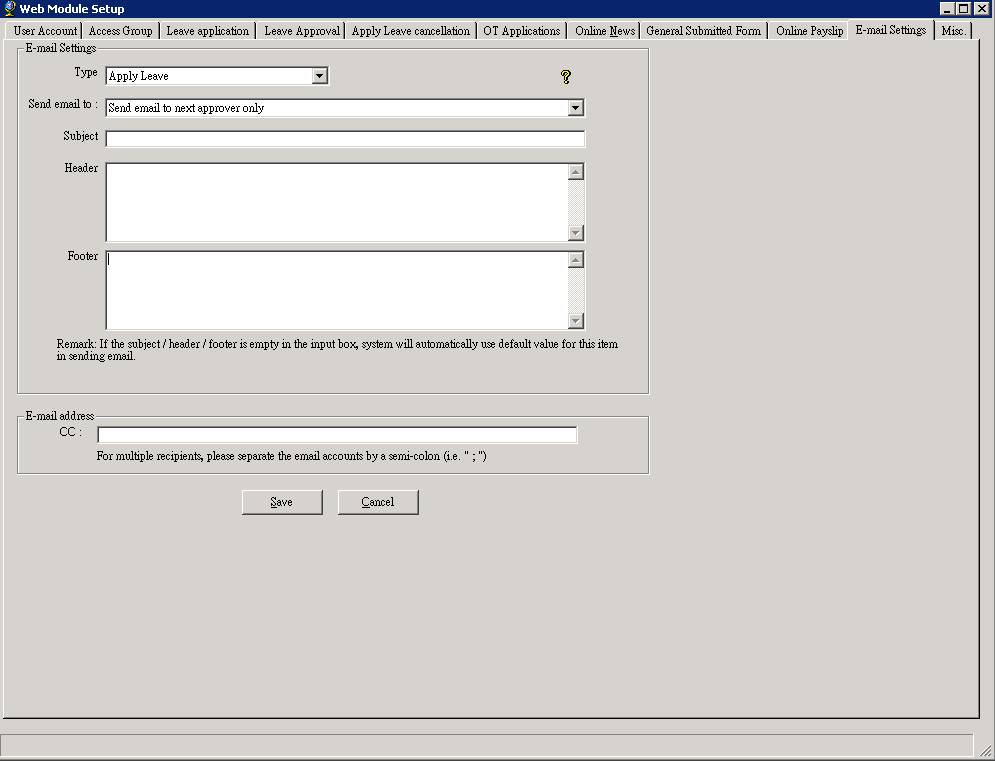 Web Module Setup
User Account Access Group Leave application Leave Approval Apply Leave cancellation OT Applications Online News General Submitted Form Online Payslip E-mail Settings Misc.
E-mail Settings
Type Apply Leave ?
Send email to : Send email to next approver only
Subject
Header
Footer
Remark: If the subject / header / footer is empty in the input box, system will automatically use default value for this item
in sending email.
E-mail address
CC :
For multiple recipients, please separate the email accounts by a semi-colon (i.e. " ; ")
Save Cancel